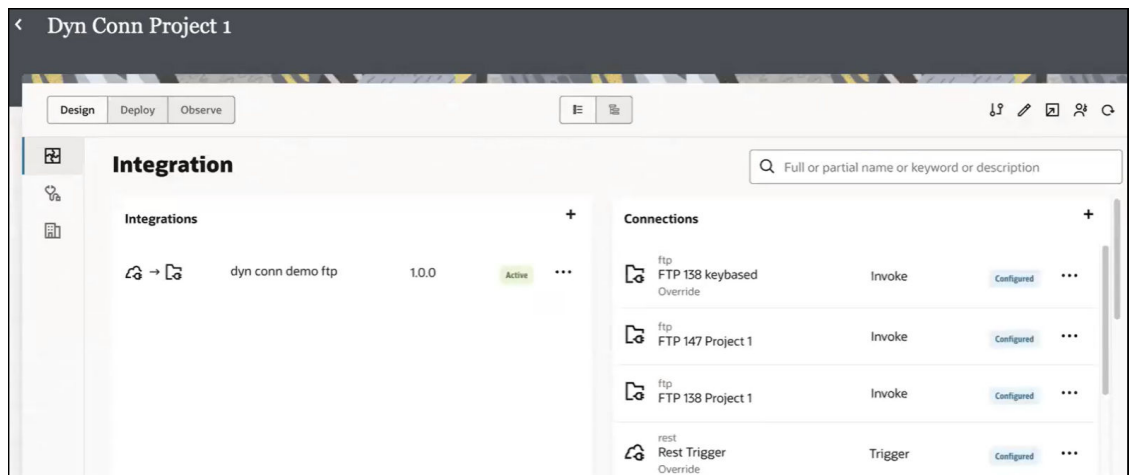 Dyn Conn Project 1
Design Deploy Observe
Integration
Full or partial name or keyword or description
Integrations +
Connections +
dyn conn demo ftp 1.0.0 Active ...
ftp
FTP 138 keybased Invoke Configured ...
Override
ftp
FTP 147 Project 1 Invoke Configured ...
ftp
FTP 138 Project 1 Invoke Configured ...
rest
Rest Trigger Trigger Configured ...
Override